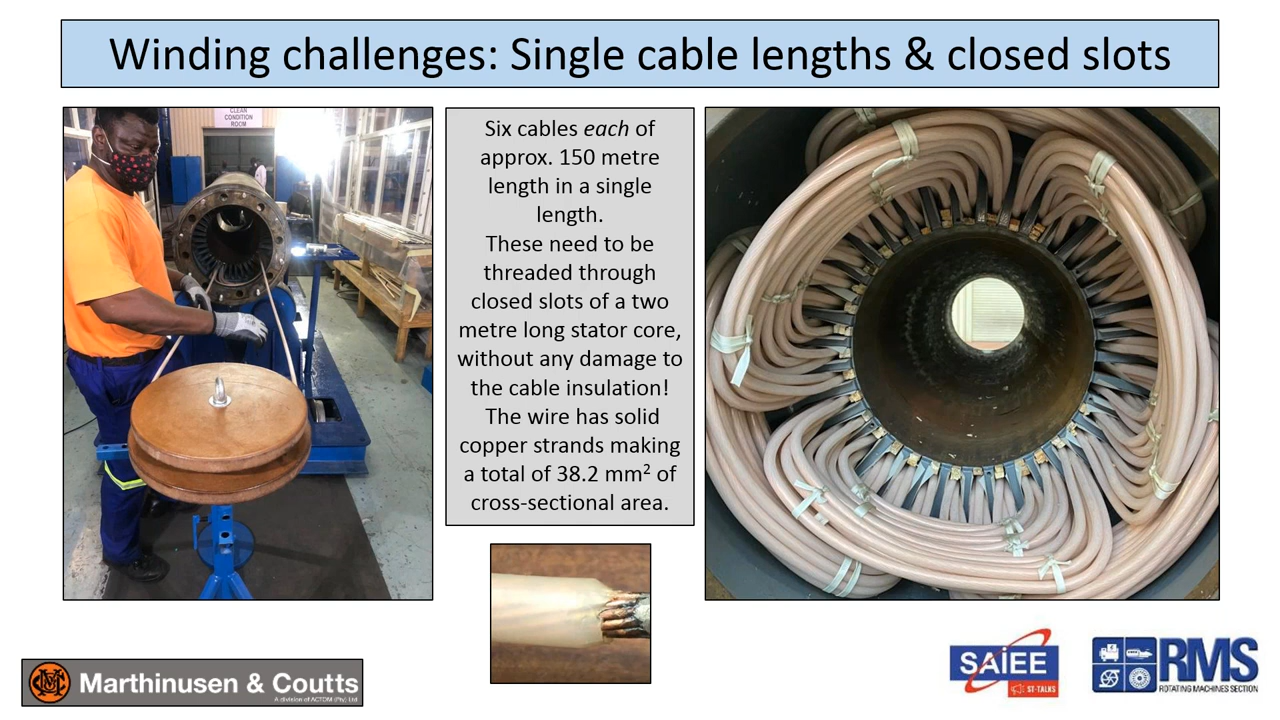 Winding challenges: Single cable lengths & closed slots
CLEAN
CONDITION
ROOM
Six cables each of
approx. 150 metre
length in a single
length.
These need to be
threaded through
closed slots of a two
metre long stator core,
without any damage to
the cable insulation!
The wire has solid
copper strands making
a total of 38.2 mm² of
cross-sectional area.
Marthinusen & Coutts
A division of ACTOM (Pty) Ltd
SAIEE
ST-TALKS
RMS
ROTATING MACHINES SECTION